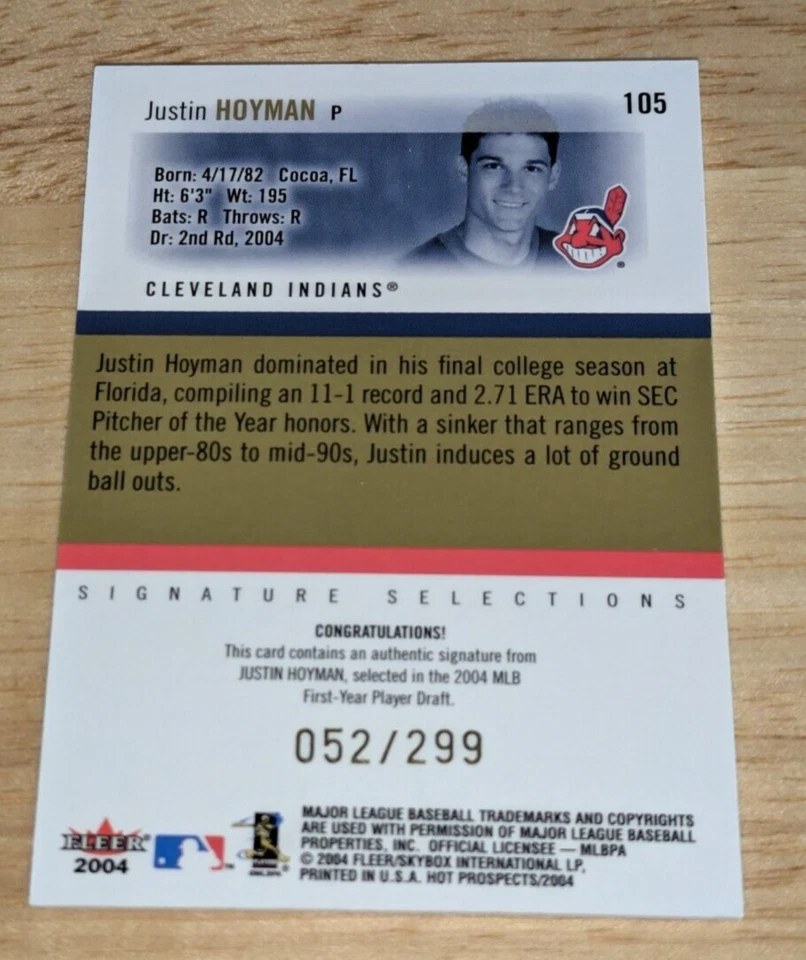 Justin HOYMAN P
105
Born: 4/17/82 Cocoa, FL
Ht: 6'3" Wt: 195
Bats: R Throws: R
Dr: 2nd Rd, 2004
CLEVELAND INDIANS®
Justin Hoyman dominated in his final college season at
Florida, compiling an 11-1 record and 2.71 ERA to win SEC
Pitcher of the Year honors. With a sinker that ranges from
the upper-80s to mid-90s, Justin induces a lot of ground
ball outs.
SIGNATURE SELECTIONS
CONGRATULATIONS!
This card contains an authentic signature from
JUSTIN HOYMAN, selected in the 2004 MLB
First-Year Player Draft.
052/299
FLEER
2004
MAJOR LEAGUE BASEBALL TRADEMARKS AND COPYRIGHTS
ARE USED WITH PERMISSION OF MAJOR LEAGUE BASEBALL
PROPERTIES, INC. OFFICIAL LICENSEE — MLBPA
© 2004 FLEER/SKYBOX INTERNATIONAL LP,
PRINTED IN U.S.A. HOT PROSPECTS/2004